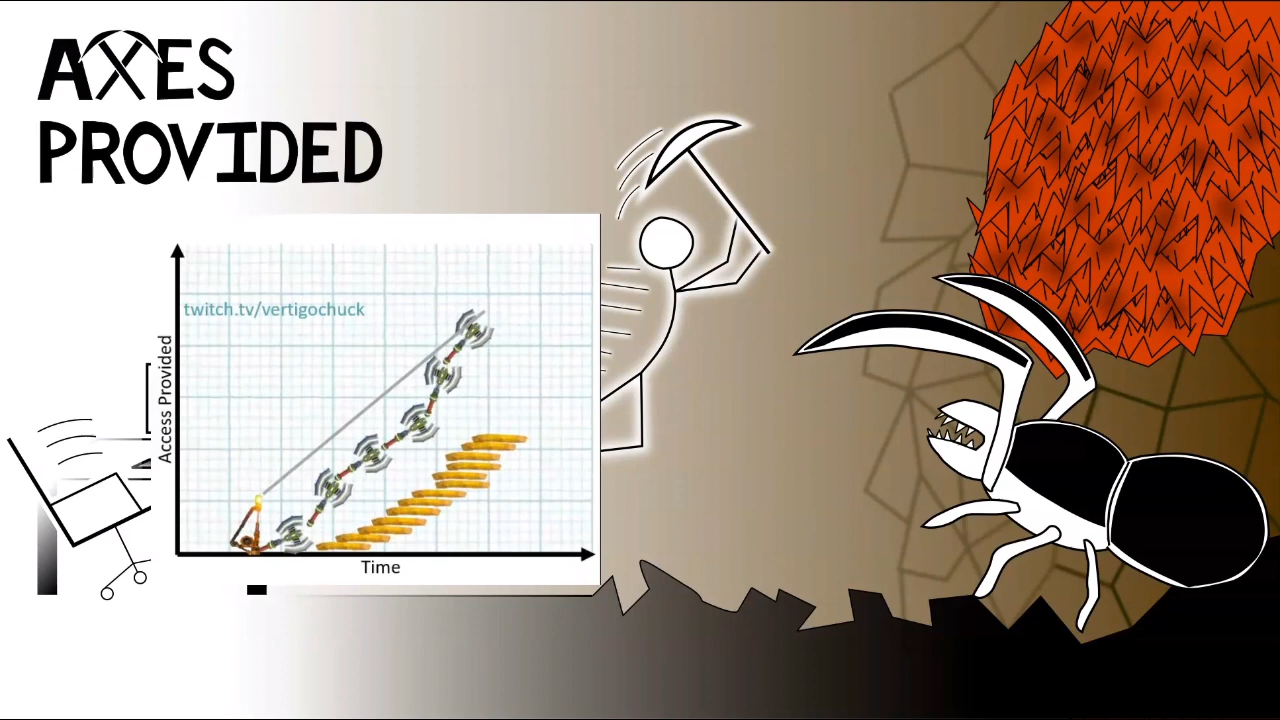 AXES
PROVIDED
twitch.tv/vertigochuck
Access Provided
Time